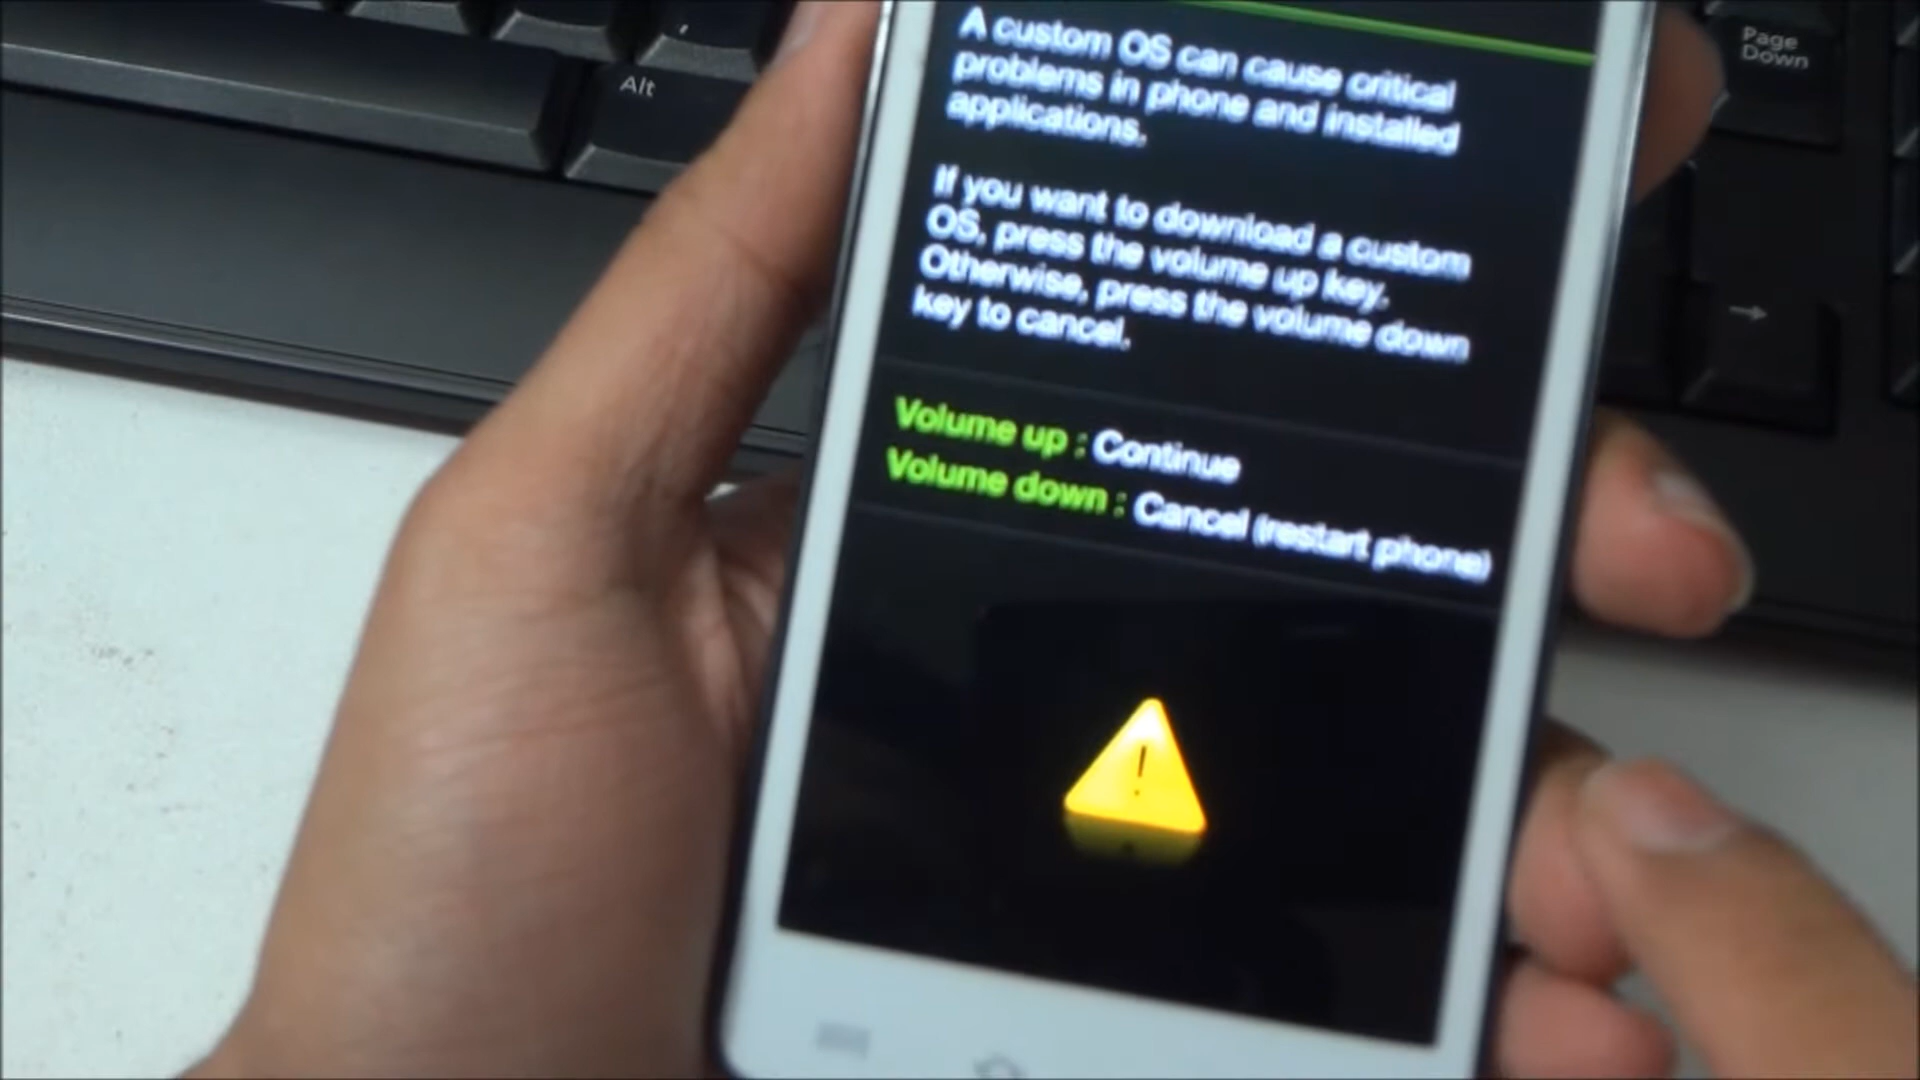 Alt
Page
Down
→
A custom OS can cause critical
problems in phone and installed
applications.
If you want to download a custom
OS, press the volume up key.
Otherwise, press the volume down
key to cancel.
Volume up : Continue
Volume down : Cancel (restart phone)